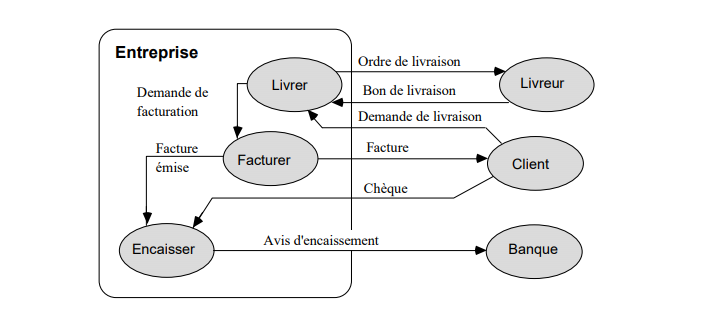 Entreprise
Ordre de livraison
Livrer
Livreur
Demande de
facturation
Bon de livraison
Demande de livraison
Facture
émise
Facturer
Facture
Client
Chèque
Encaisser
Avis d'encaissement
Banque